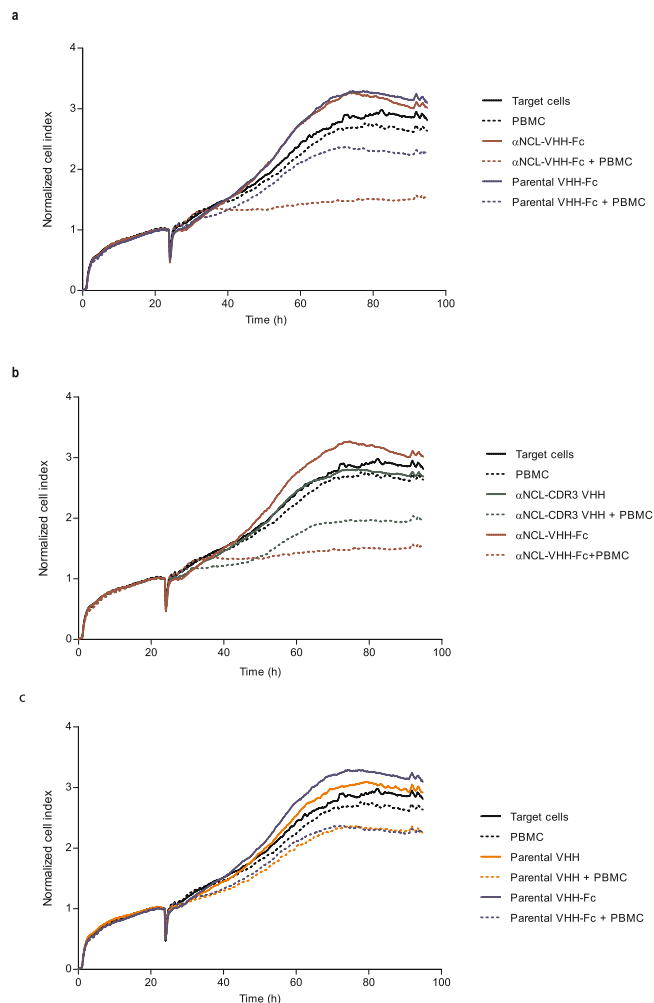 a
4
3
2
1
0
Normalized cell index
0
20
40
60
80
100
Time (h)
Target cells
PBMC
αNCL-VHH-Fc
αNCL-VHH-Fc + PBMC
Parental VHH-Fc
Parental VHH-Fc + PBMC
b
4
3
2
1
0
Normalized cell index
0
20
40
60
80
100
Time (h)
Target cells
PBMC
αNCL-CDR3 VHH
αNCL-CDR3 VHH + PBMC
αNCL-VHH-Fc
αNCL-VHH-Fc+PBMC
c
4
3
2
1
0
Normalized cell index
0
20
40
60
80
100
Time (h)
Target cells
PBMC
Parental VHH
Parental VHH + PBMC
Parental VHH-Fc
Parental VHH-Fc + PBMC